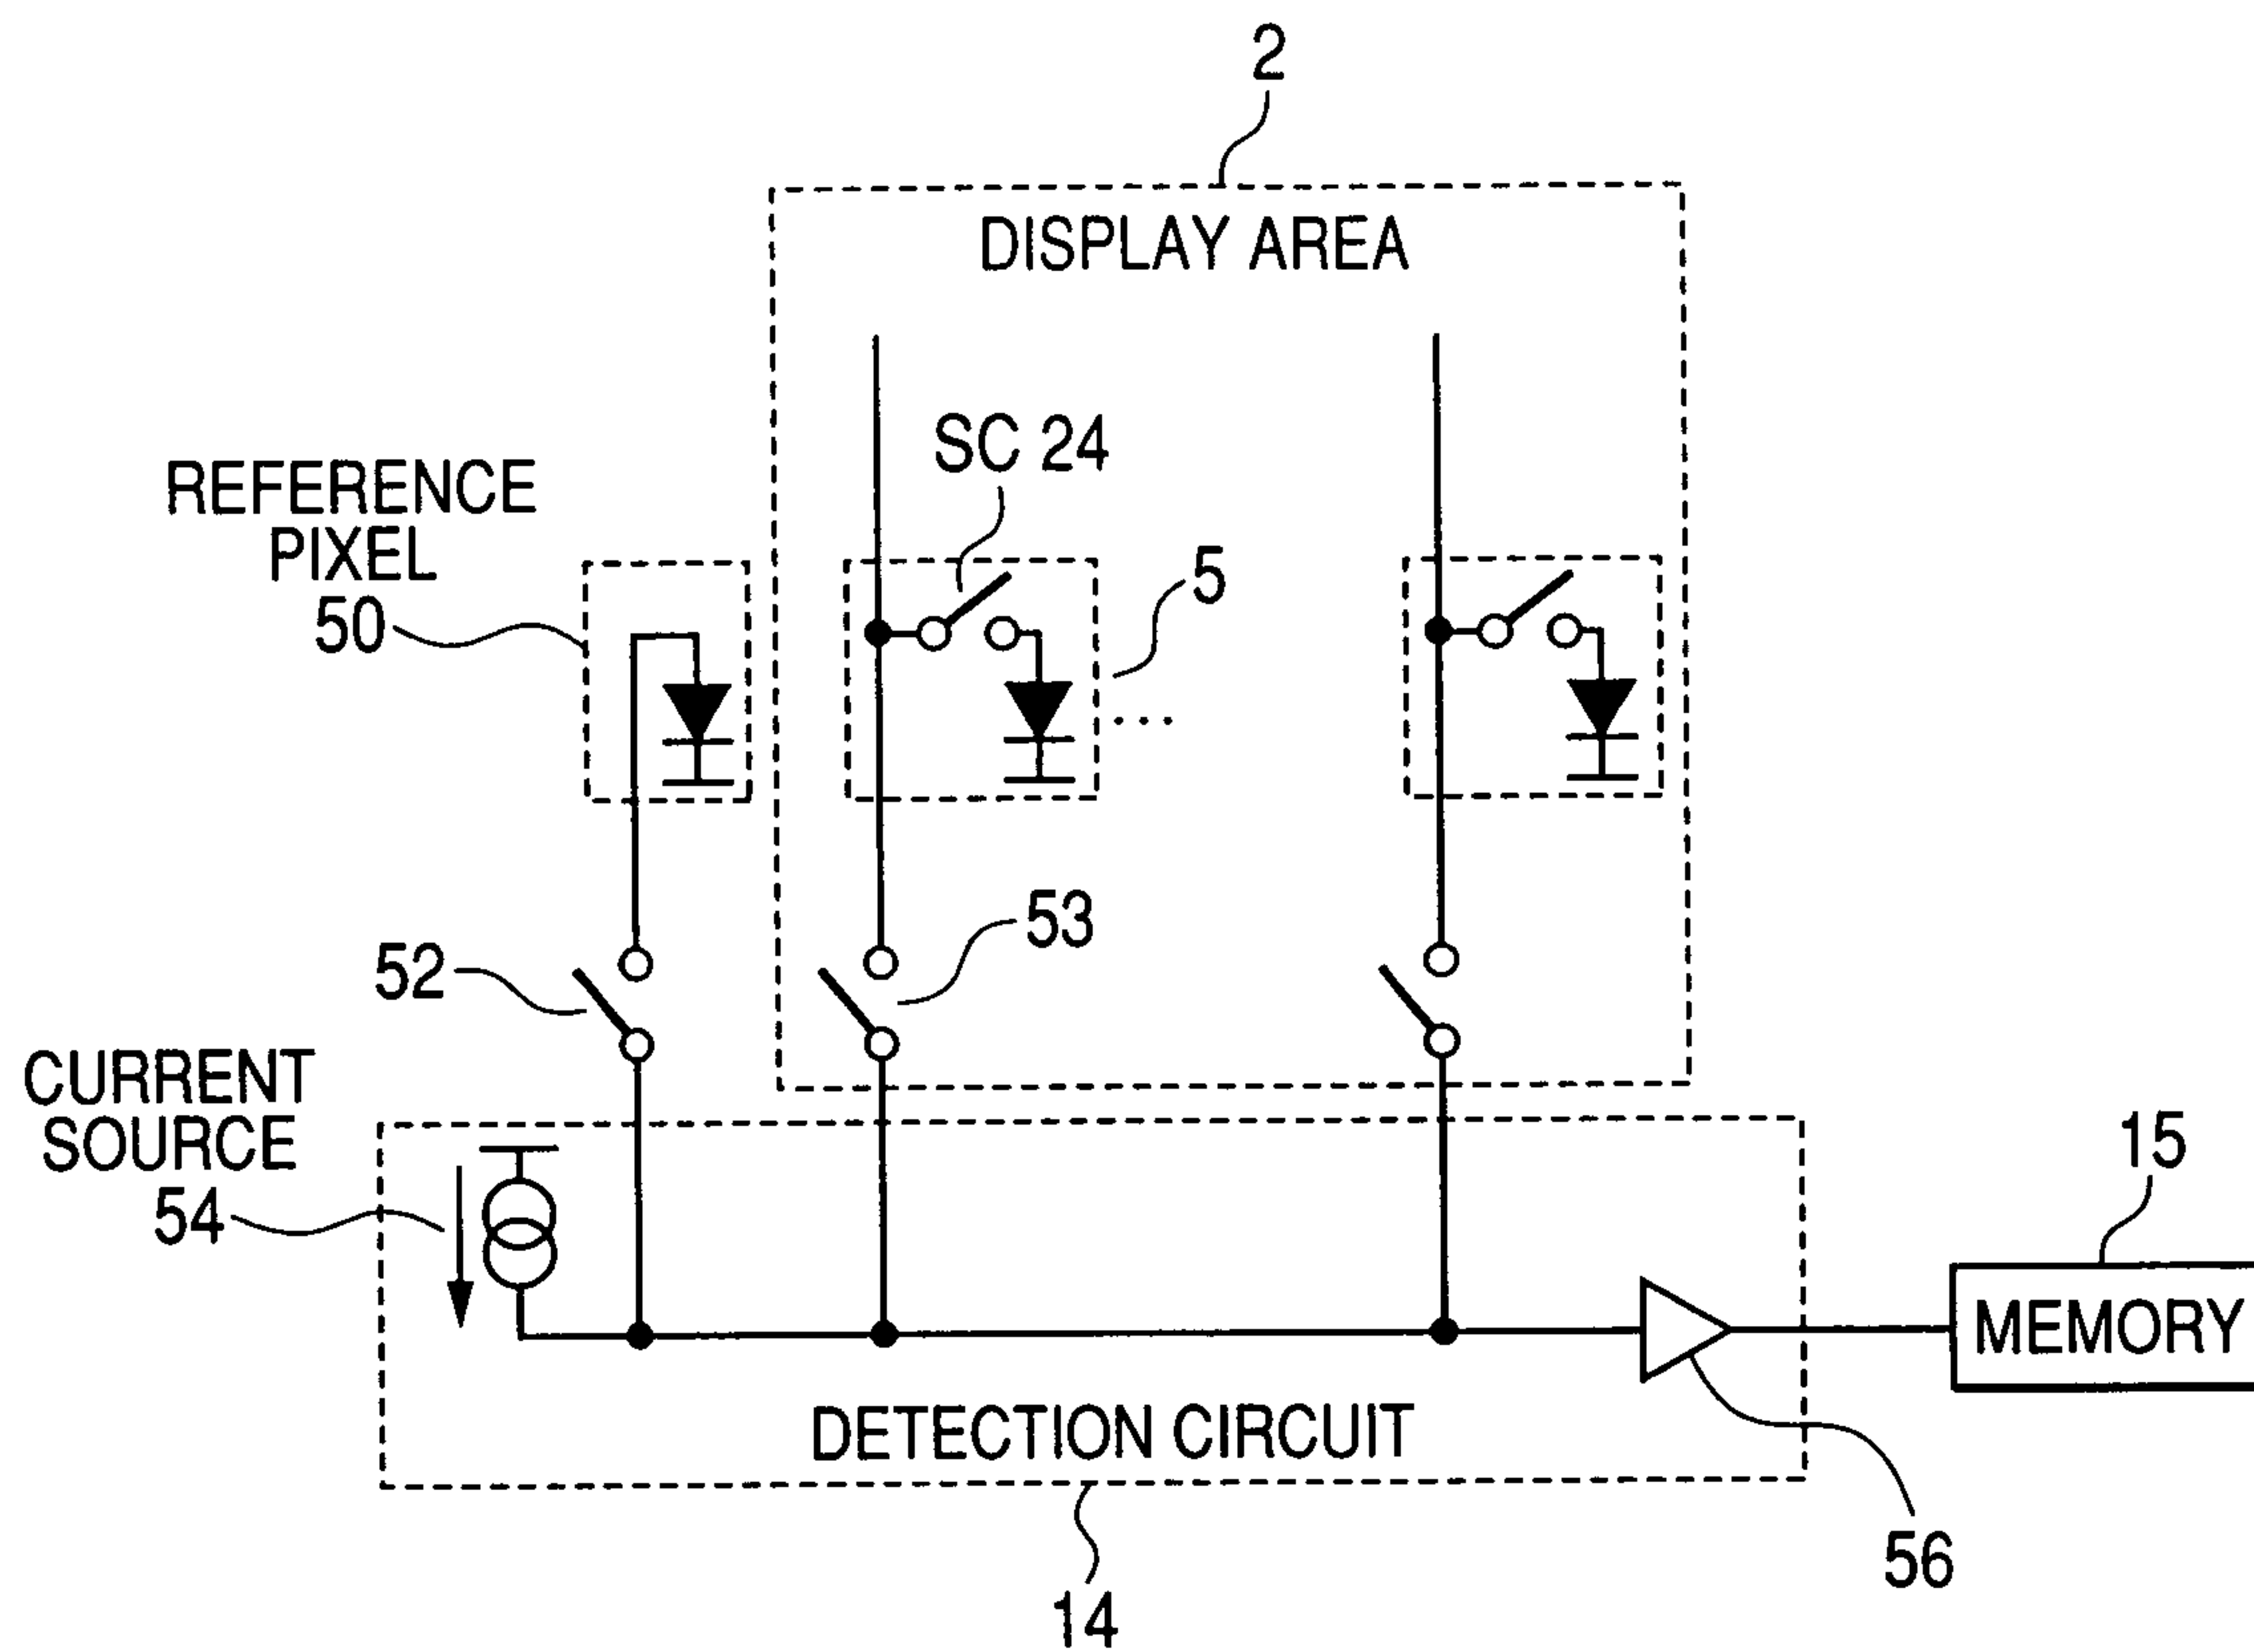 2
DISPLAY AREA
SC 24
REFERENCE
PIXEL
50
5
53
52
CURRENT
SOURCE
54
15
MEMORY
DETECTION CIRCUIT
56
14